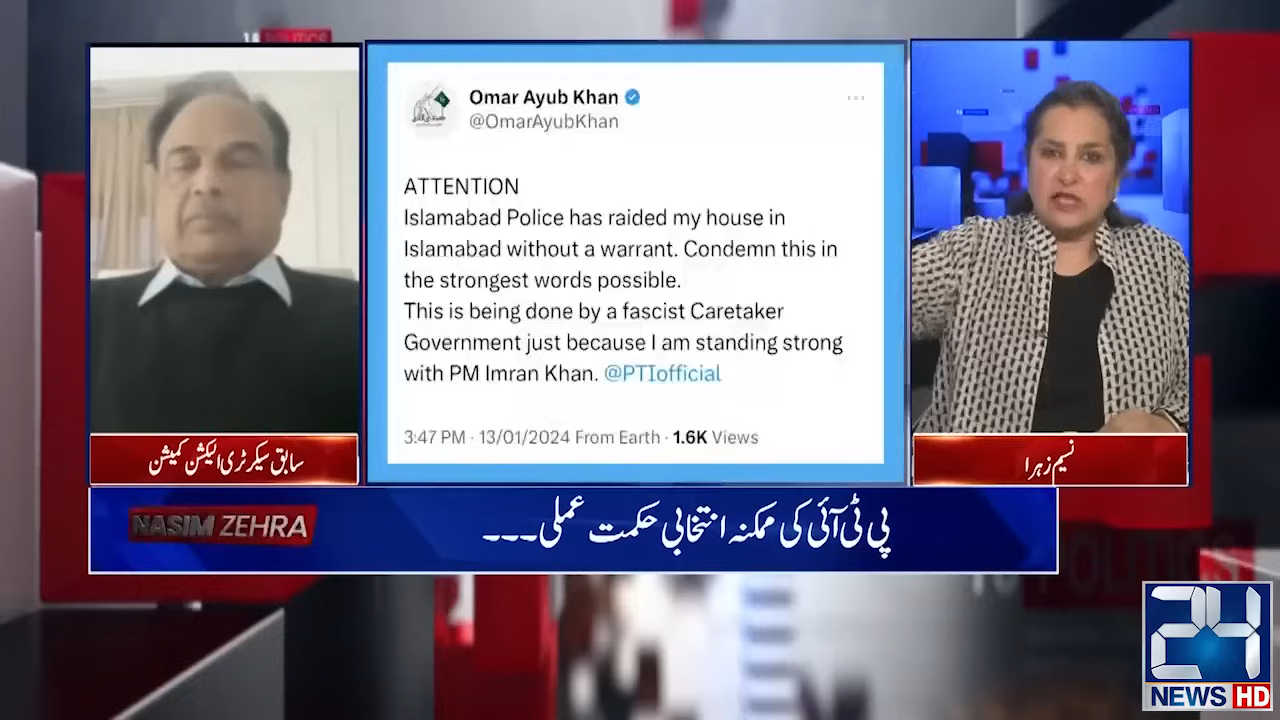 Omar Ayub Khan
@OmarAyubKhan
ATTENTION
Islamabad Police has raided my house in
Islamabad without a warrant. Condemn this in
the strongest words possible.
This is being done by a fascist Caretaker
Government just because I am standing strong
with PM Imran Khan. @PTIofficial
3:47 PM · 13/01/2024 From Earth · 1.6K Views
سابق سیکرٹری الیکشن کمیشن
نسیم زہرا
NASIM ZEHRA
پی ٹی آئی کی ممکنہ انتخابی حکمت عملی۔۔۔
POLITICS
24
NEWS HD